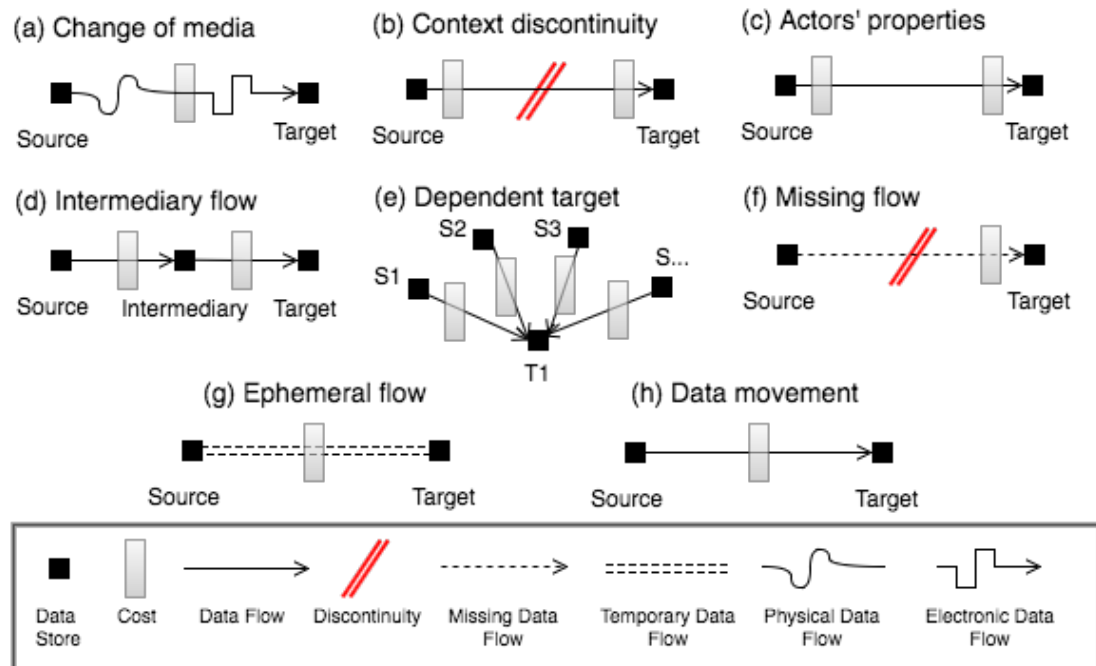 (a) Change of media
(b) Context discontinuity
(c) Actors' properties
Source
Target
Source
Target
Source
Target
(d) Intermediary flow
(e) Dependent target
(f) Missing flow
S2
S3
S1
S...
Source
Intermediary
Target
Source
Target
T1
(g) Ephemeral flow
(h) Data movement
Source
Target
Source
Target
Data
Store
Cost
Data Flow
Discontinuity
Missing Data
Flow
Temporary Data
Flow
Physical Data
Flow
Electronic Data
Flow